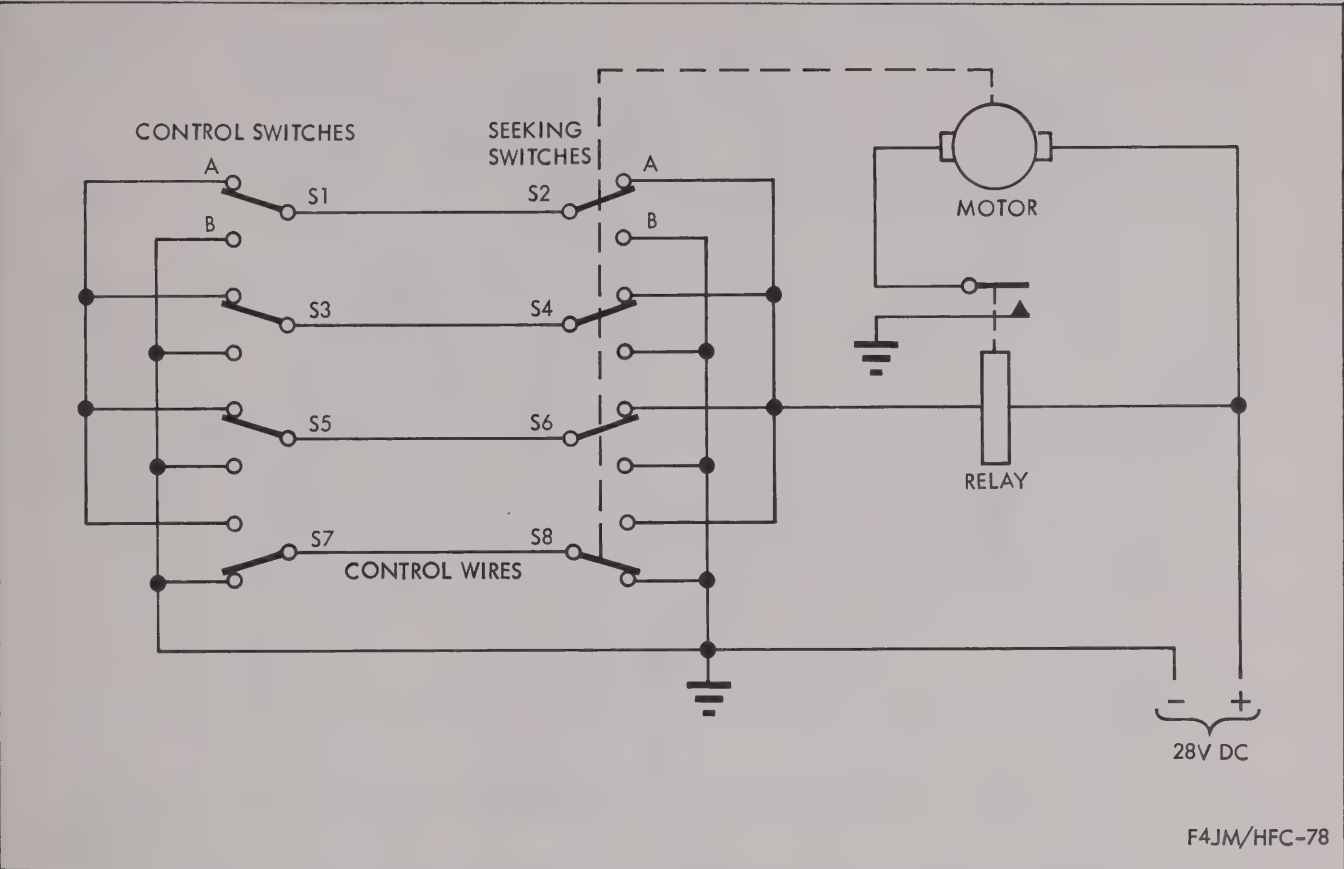 CONTROL SWITCHES
SEEKING
SWITCHES
A
A
S1
S2
B
B
MOTOR
S3
S4
S5
S6
RELAY
S7
S8
CONTROL WIRES
- +
28V DC
F4JM/HFC-78